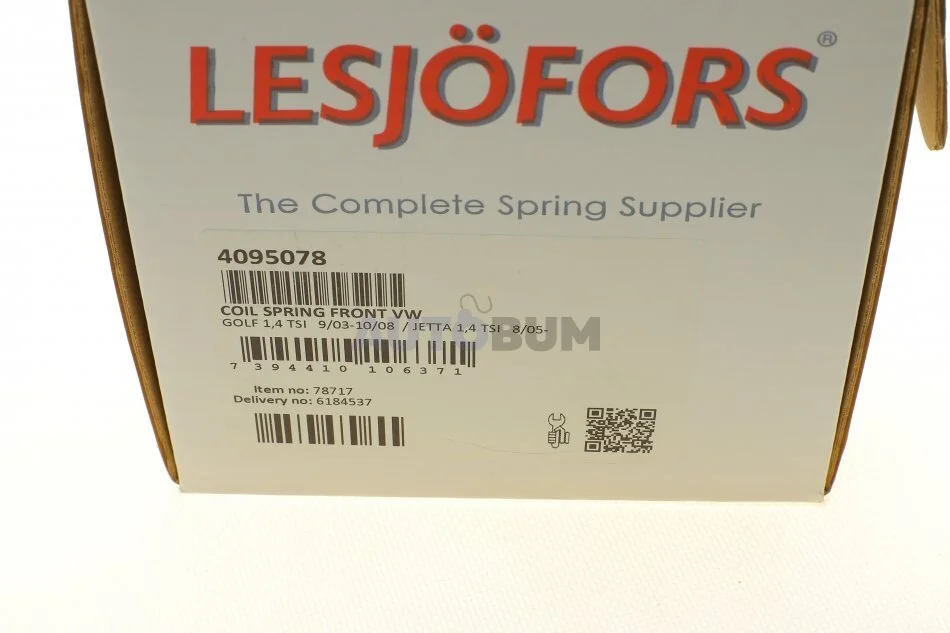 LESJÖFORS®
The Complete Spring Supplier
4095078
COIL SPRING FRONT VW
GOLF 1,4 TSI 9/03-10/08 / JETTA 1,4 TSI 8/05-
AUTOBUM
7 394410 106371
Item no: 78717
Delivery no: 6184537